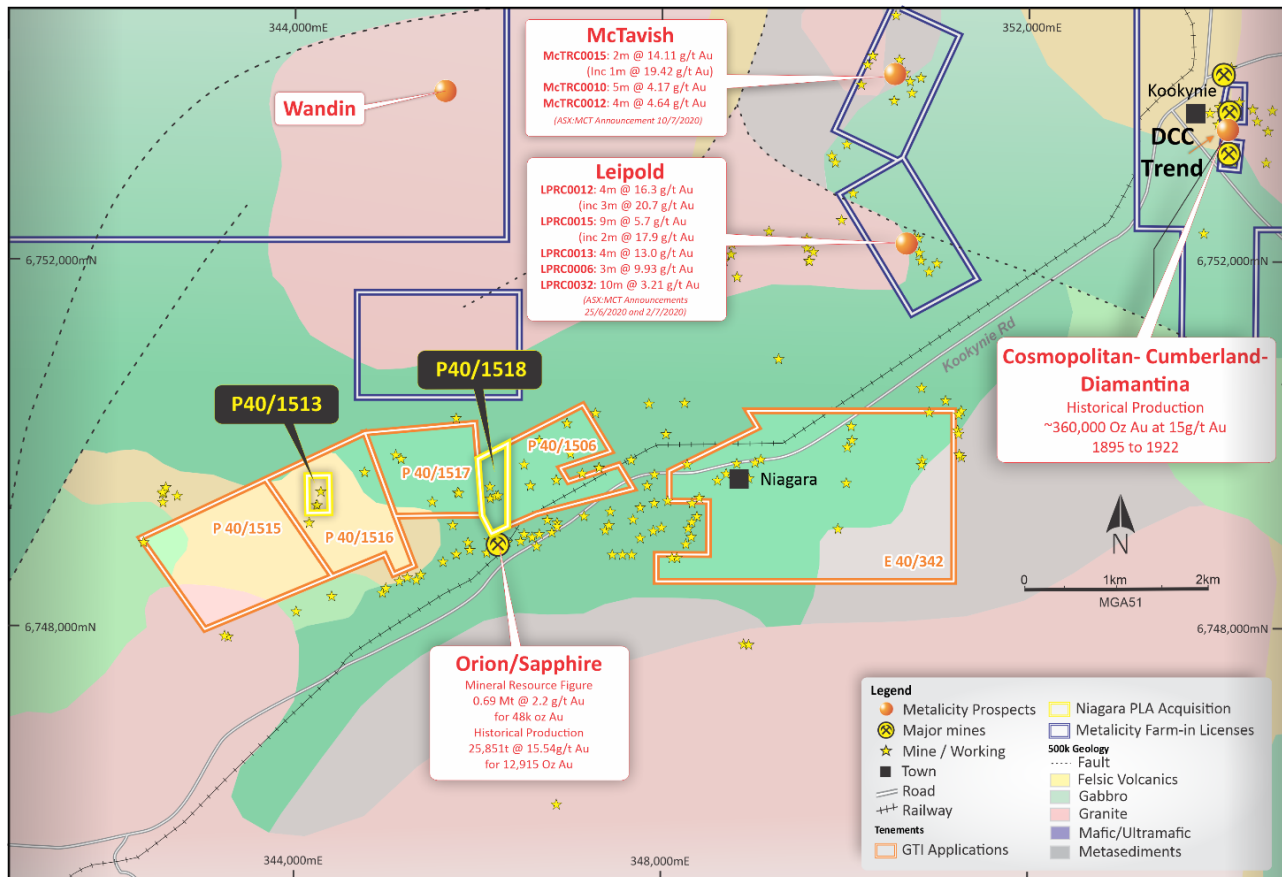 344,000mE
352,000mE
McTavish
McTRC0015: 2m @ 14.11 g/t Au
(Inc 1m @ 19.42 g/t Au)
McTRC0010: 5m @ 4.17 g/t Au
McTRC0012: 4m @ 4.64 g/t Au
(ASX:MCT Announcement 10/7/2020)
Wandin
Kookynie
DCC
Trend
Leipold
LPRC0012: 4m @ 16.3 g/t Au
(inc 3m @ 20.7 g/t Au
LPRC0015: 9m @ 5.7 g/t Au
(inc 2m @ 17.9 g/t Au
LPRC0013: 4m @ 13.0 g/t Au
LPRC0006: 3m @ 9.93 g/t Au
LPRC0032: 10m @ 3.21 g/t Au
(ASX:MCT Announcements
25/6/2020 and 2/7/2020)
6,752,000mN
6,752,000mN
Kookynie Rd
Cosmopolitan- Cumberland-
Diamantina
Historical Production
~360,000 Oz Au at 15g/t Au
1895 to 1922
P40/1518
P40/1513
P 40/1506
P 40/1517
Niagara
P 40/1515
P 40/1516
E 40/342
N
0 1km 2km
MGA51
6,748,000mN
6,748,000mN
Orion/Sapphire
Mineral Resource Figure
0.69 Mt @ 2.2 g/t Au
for 48k oz Au
Historical Production
25,851t @ 15.54g/t Au
for 12,915 Oz Au
Legend
Metalicity Prospects
Major mines
Mine / Working
Town
Road
Railway
Tenements
GTI Applications
Niagara PLA Acquisition
Metalicity Farm-in Licenses
500k Geology
Fault
Felsic Volcanics
Gabbro
Granite
Mafic/Ultramafic
Metasediments
344,000mE
348,000mE